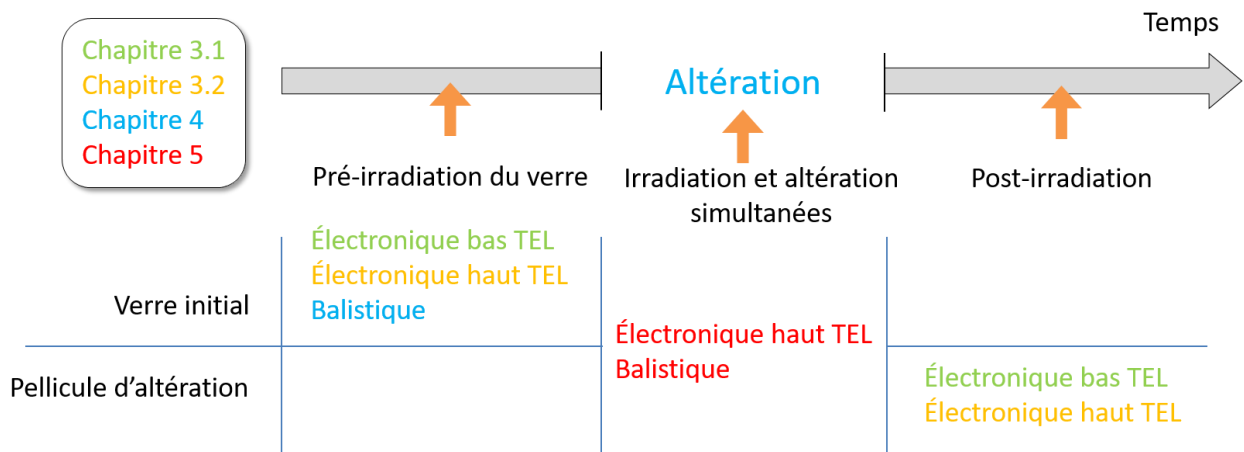 Temps
Chapitre 3.1
Chapitre 3.2
Chapitre 4
Chapitre 5
Altération
Pré-irradiation du verre
Irradiation et altération
simultanées
Post-irradiation
Verre initial
Électronique bas TEL
Électronique haut TEL
Balistique
Électronique haut TEL
Balistique
Pellicule d’altération
Électronique bas TEL
Électronique haut TEL